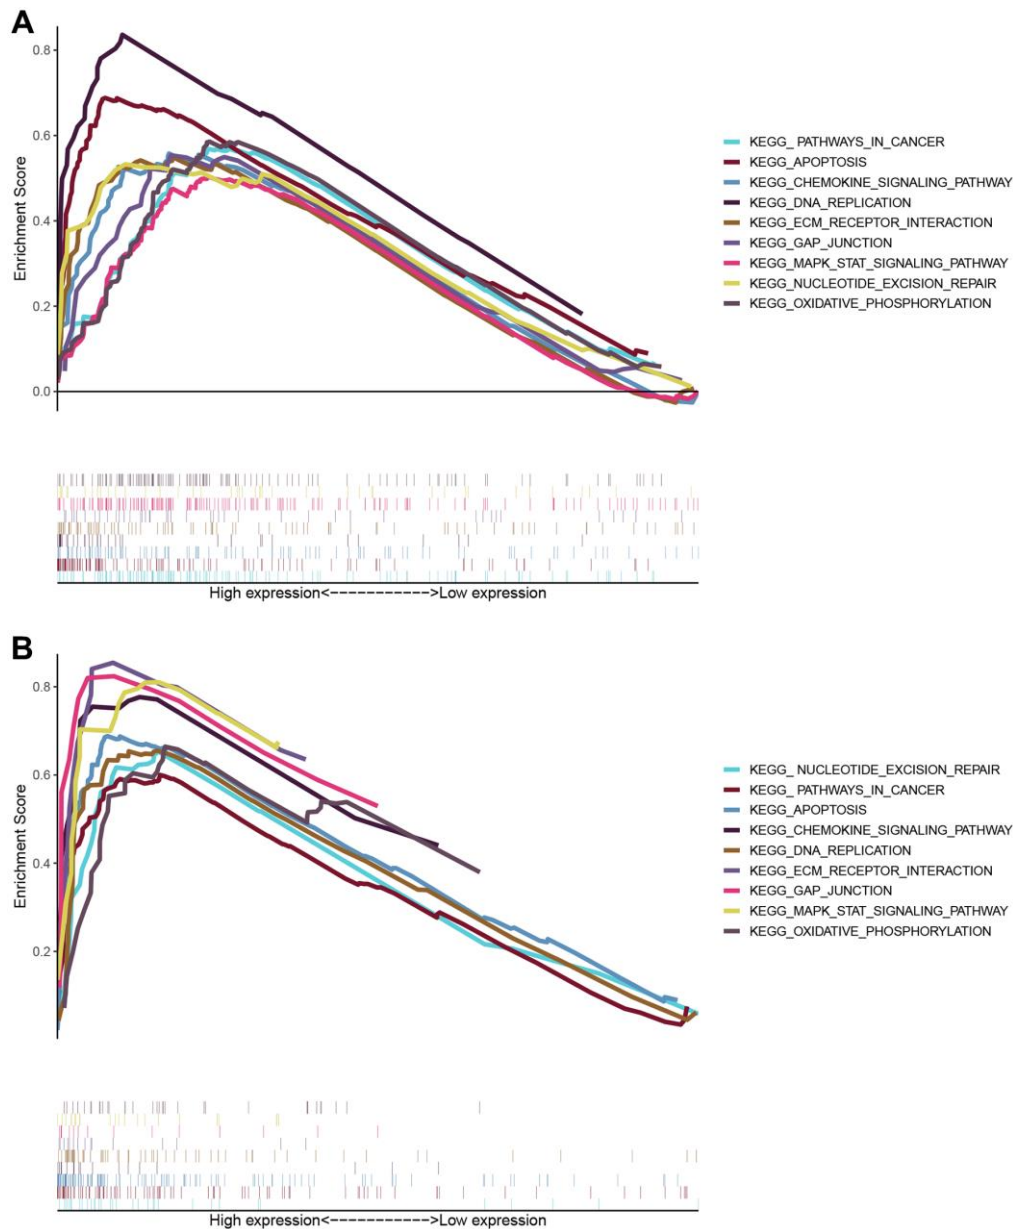 A
0.8
0.6
0.4
0.2
0.0
Enrichment Score
KEGG_ PATHWAYS_IN_CANCER
KEGG_APOPTOSIS
KEGG_CHEMOKINE_SIGNALING_PATHWAY
KEGG_DNA_REPLICATION
KEGG_ECM_RECEPTOR_INTERACTION
KEGG_GAP_JUNCTION
KEGG_MAPK_STAT_SIGNALING_PATHWAY
KEGG_NUCLEOTIDE_EXCISION_REPAIR
KEGG_OXIDATIVE_PHOSPHORYLATION
High expression<----------->Low expression
B
0.8
0.6
0.4
0.2
Enrichment Score
KEGG_ NUCLEOTIDE_EXCISION_REPAIR
KEGG_ PATHWAYS_IN_CANCER
KEGG_APOPTOSIS
KEGG_CHEMOKINE_SIGNALING_PATHWAY
KEGG_DNA_REPLICATION
KEGG_ECM_RECEPTOR_INTERACTION
KEGG_GAP_JUNCTION
KEGG_MAPK_STAT_SIGNALING_PATHWAY
KEGG_OXIDATIVE_PHOSPHORYLATION
High expression<----------->Low expression